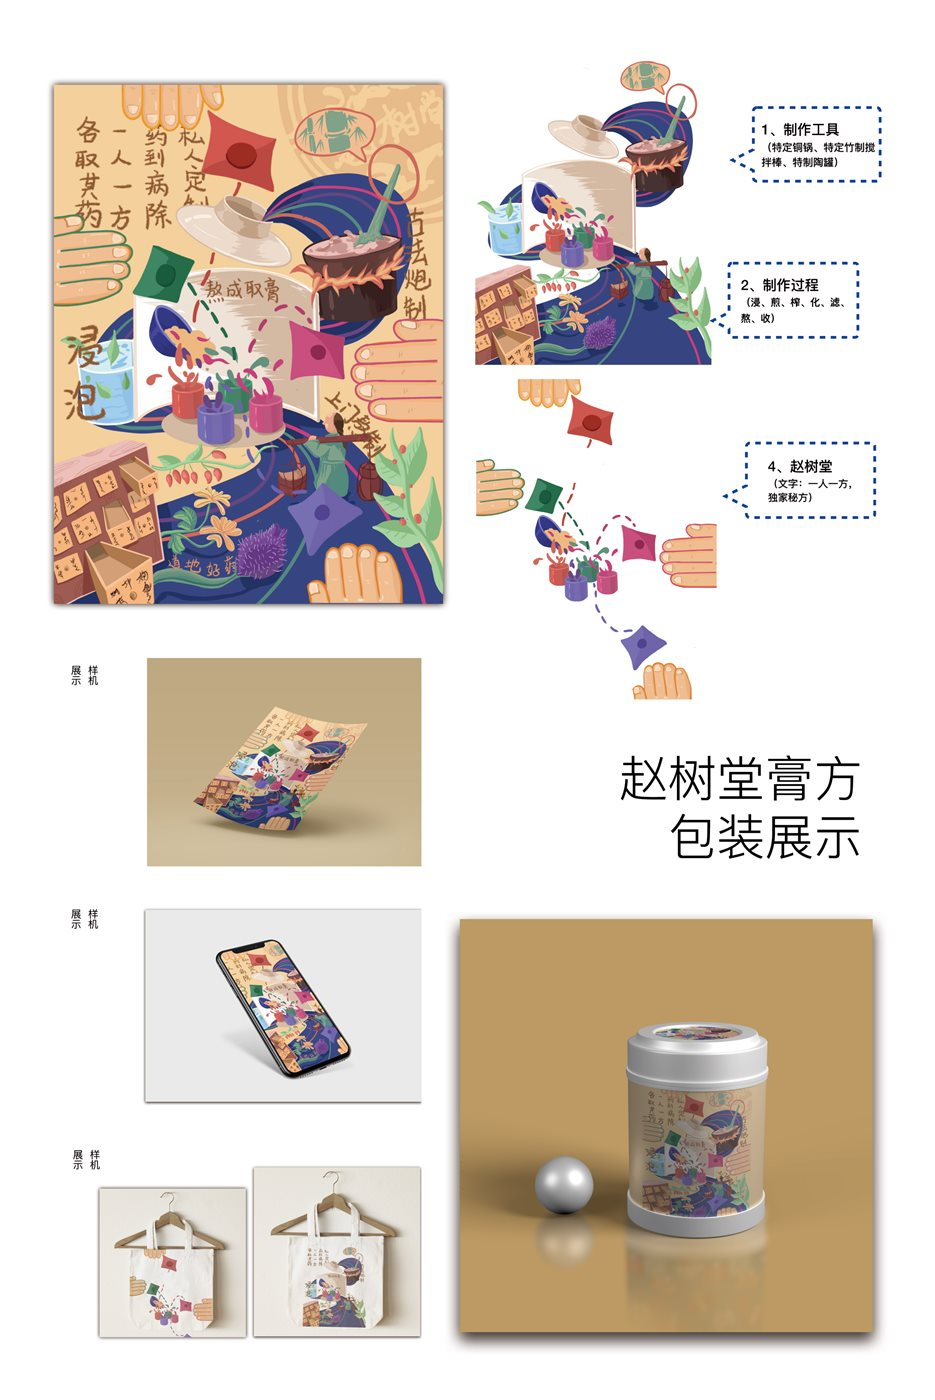 私人定制
药到病除
一人一方
各取其药
古法炮制
熬成取膏
浸泡
道地好药
1、制作工具
（特定铜锅、特定竹制搅
拌棒、特制陶罐）
2、制作过程
（浸、煎、榨、化、滤、
熬、收）
4、赵树堂
（文字：一人一方，
独家秘方）
样机
展示
赵树堂膏方
包装展示
样机
展示
样机
展示